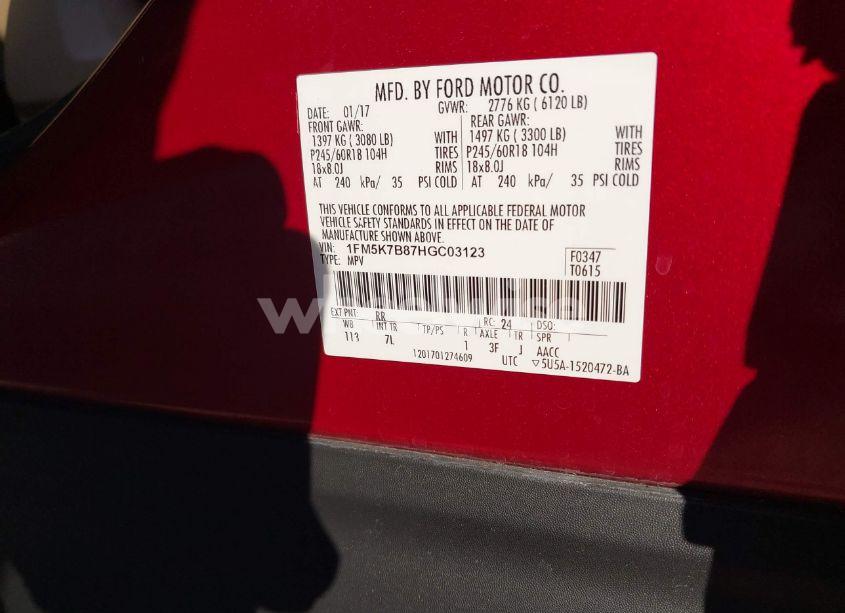 MFD. BY FORD MOTOR CO.
DATE: 01/17 GVWR: 2776 KG ( 6120 LB)
FRONT GAWR: REAR GAWR:
1397 KG ( 3080 LB) WITH 1497 KG ( 3300 LB) WITH
P245/60R18 104H TIRES P245/60R18 104H TIRES
18x8.0J RIMS 18x8.0J RIMS
AT 240 kPa/ 35 PSI COLD AT 240 kPa/ 35 PSI COLD
THIS VEHICLE CONFORMS TO ALL APPLICABLE FEDERAL MOTOR
VEHICLE SAFETY STANDARDS IN EFFECT ON THE DATE OF
MANUFACTURE SHOWN ABOVE.
VIN: 1FM5K7B87HGC03123 F0347
TYPE: MPV T0615
EXT PNT: RR RC: 24 DSO:
WB INT TR TP/PS R AXLE TR SPR
113 7L 1 3F J AACC
1201701274609 UTC ▽5U5A-1520472-BA